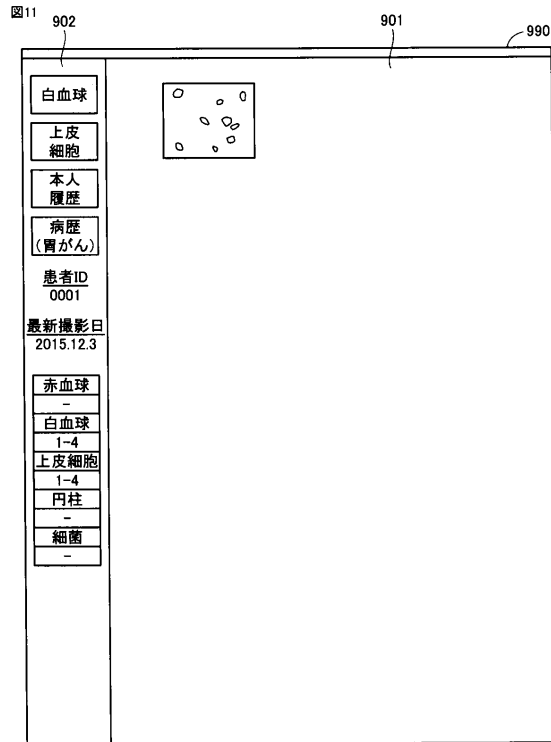 図11
902
901
990
白血球
上皮
細胞
本人
履歴
病歴
(胃がん)
患者ID
0001
最新撮影日
2015.12.3
赤血球
-
白血球
1-4
上皮細胞
1-4
円柱
-
細菌
-